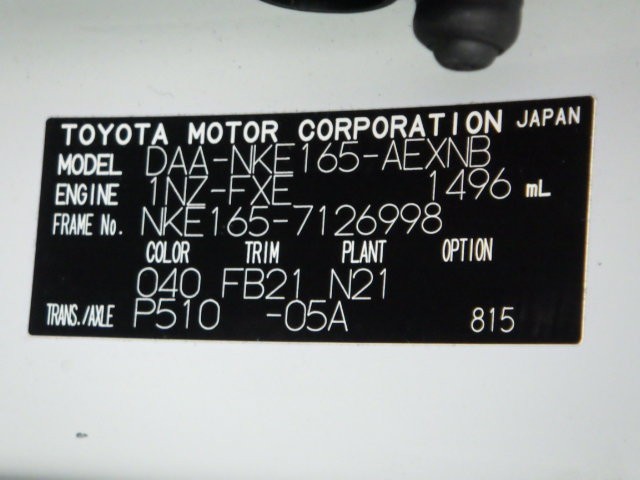 TOYOTA MOTOR CORPORATION JAPAN
MODEL DAA-NKE165-AEXNB
ENGINE 1NZ-FXE 1496 mL
FRAME No. NKE165-7126998
COLOR TRIM PLANT OPTION
040 FB21 N21
TRANS./AXLE P510 -05A 815